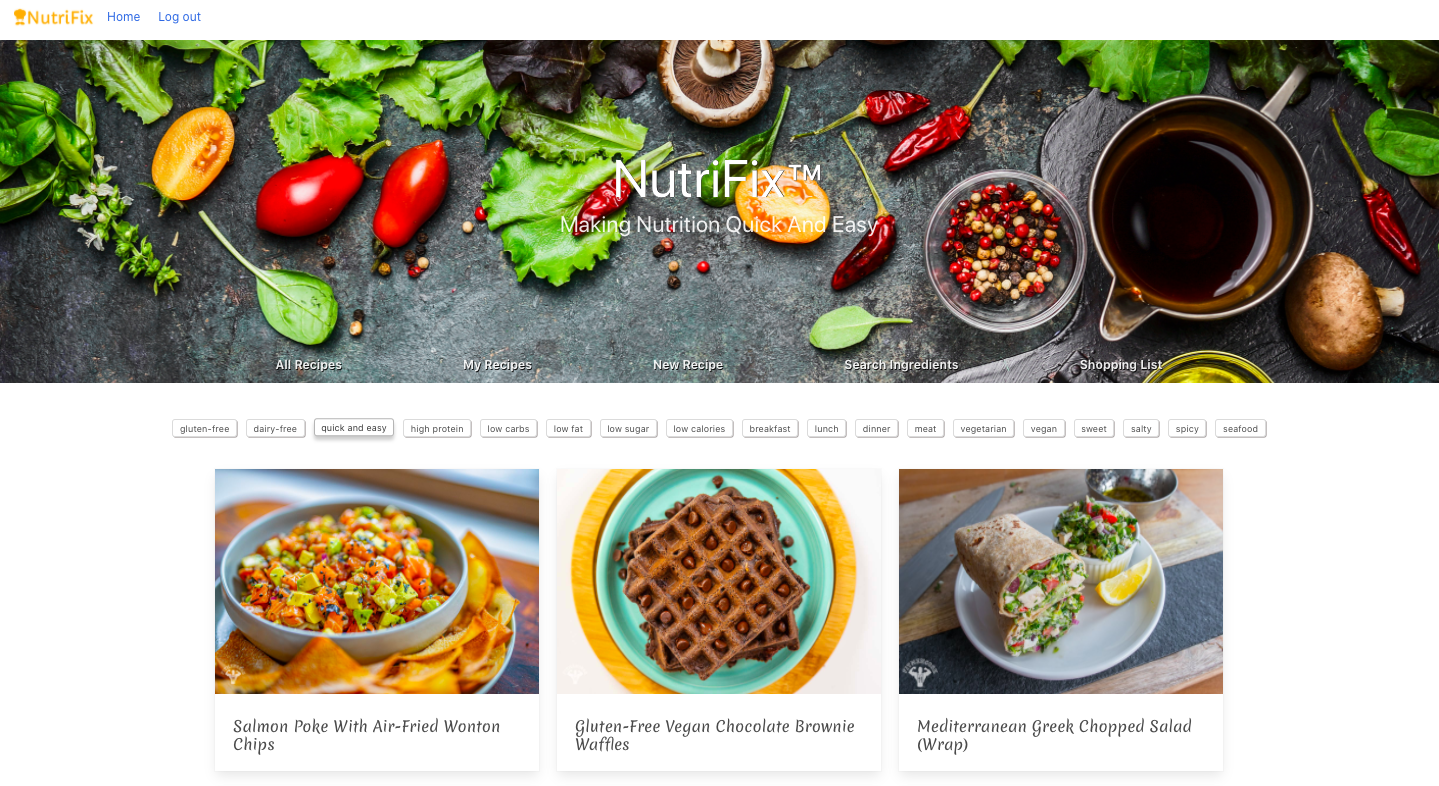 NutriFix Home Log out
NutriFix™
Making Nutrition Quick And Easy
All Recipes My Recipes New Recipe Search Ingredients Shopping List
gluten-free dairy-free quick and easy high protein low carbs low fat low sugar low calories breakfast lunch dinner meat vegetarian vegan sweet salty spicy seafood
Salmon Poke With Air-Fried Wonton
Chips
Gluten-Free Vegan Chocolate Brownie
Waffles
Mediterranean Greek Chopped Salad
(Wrap)